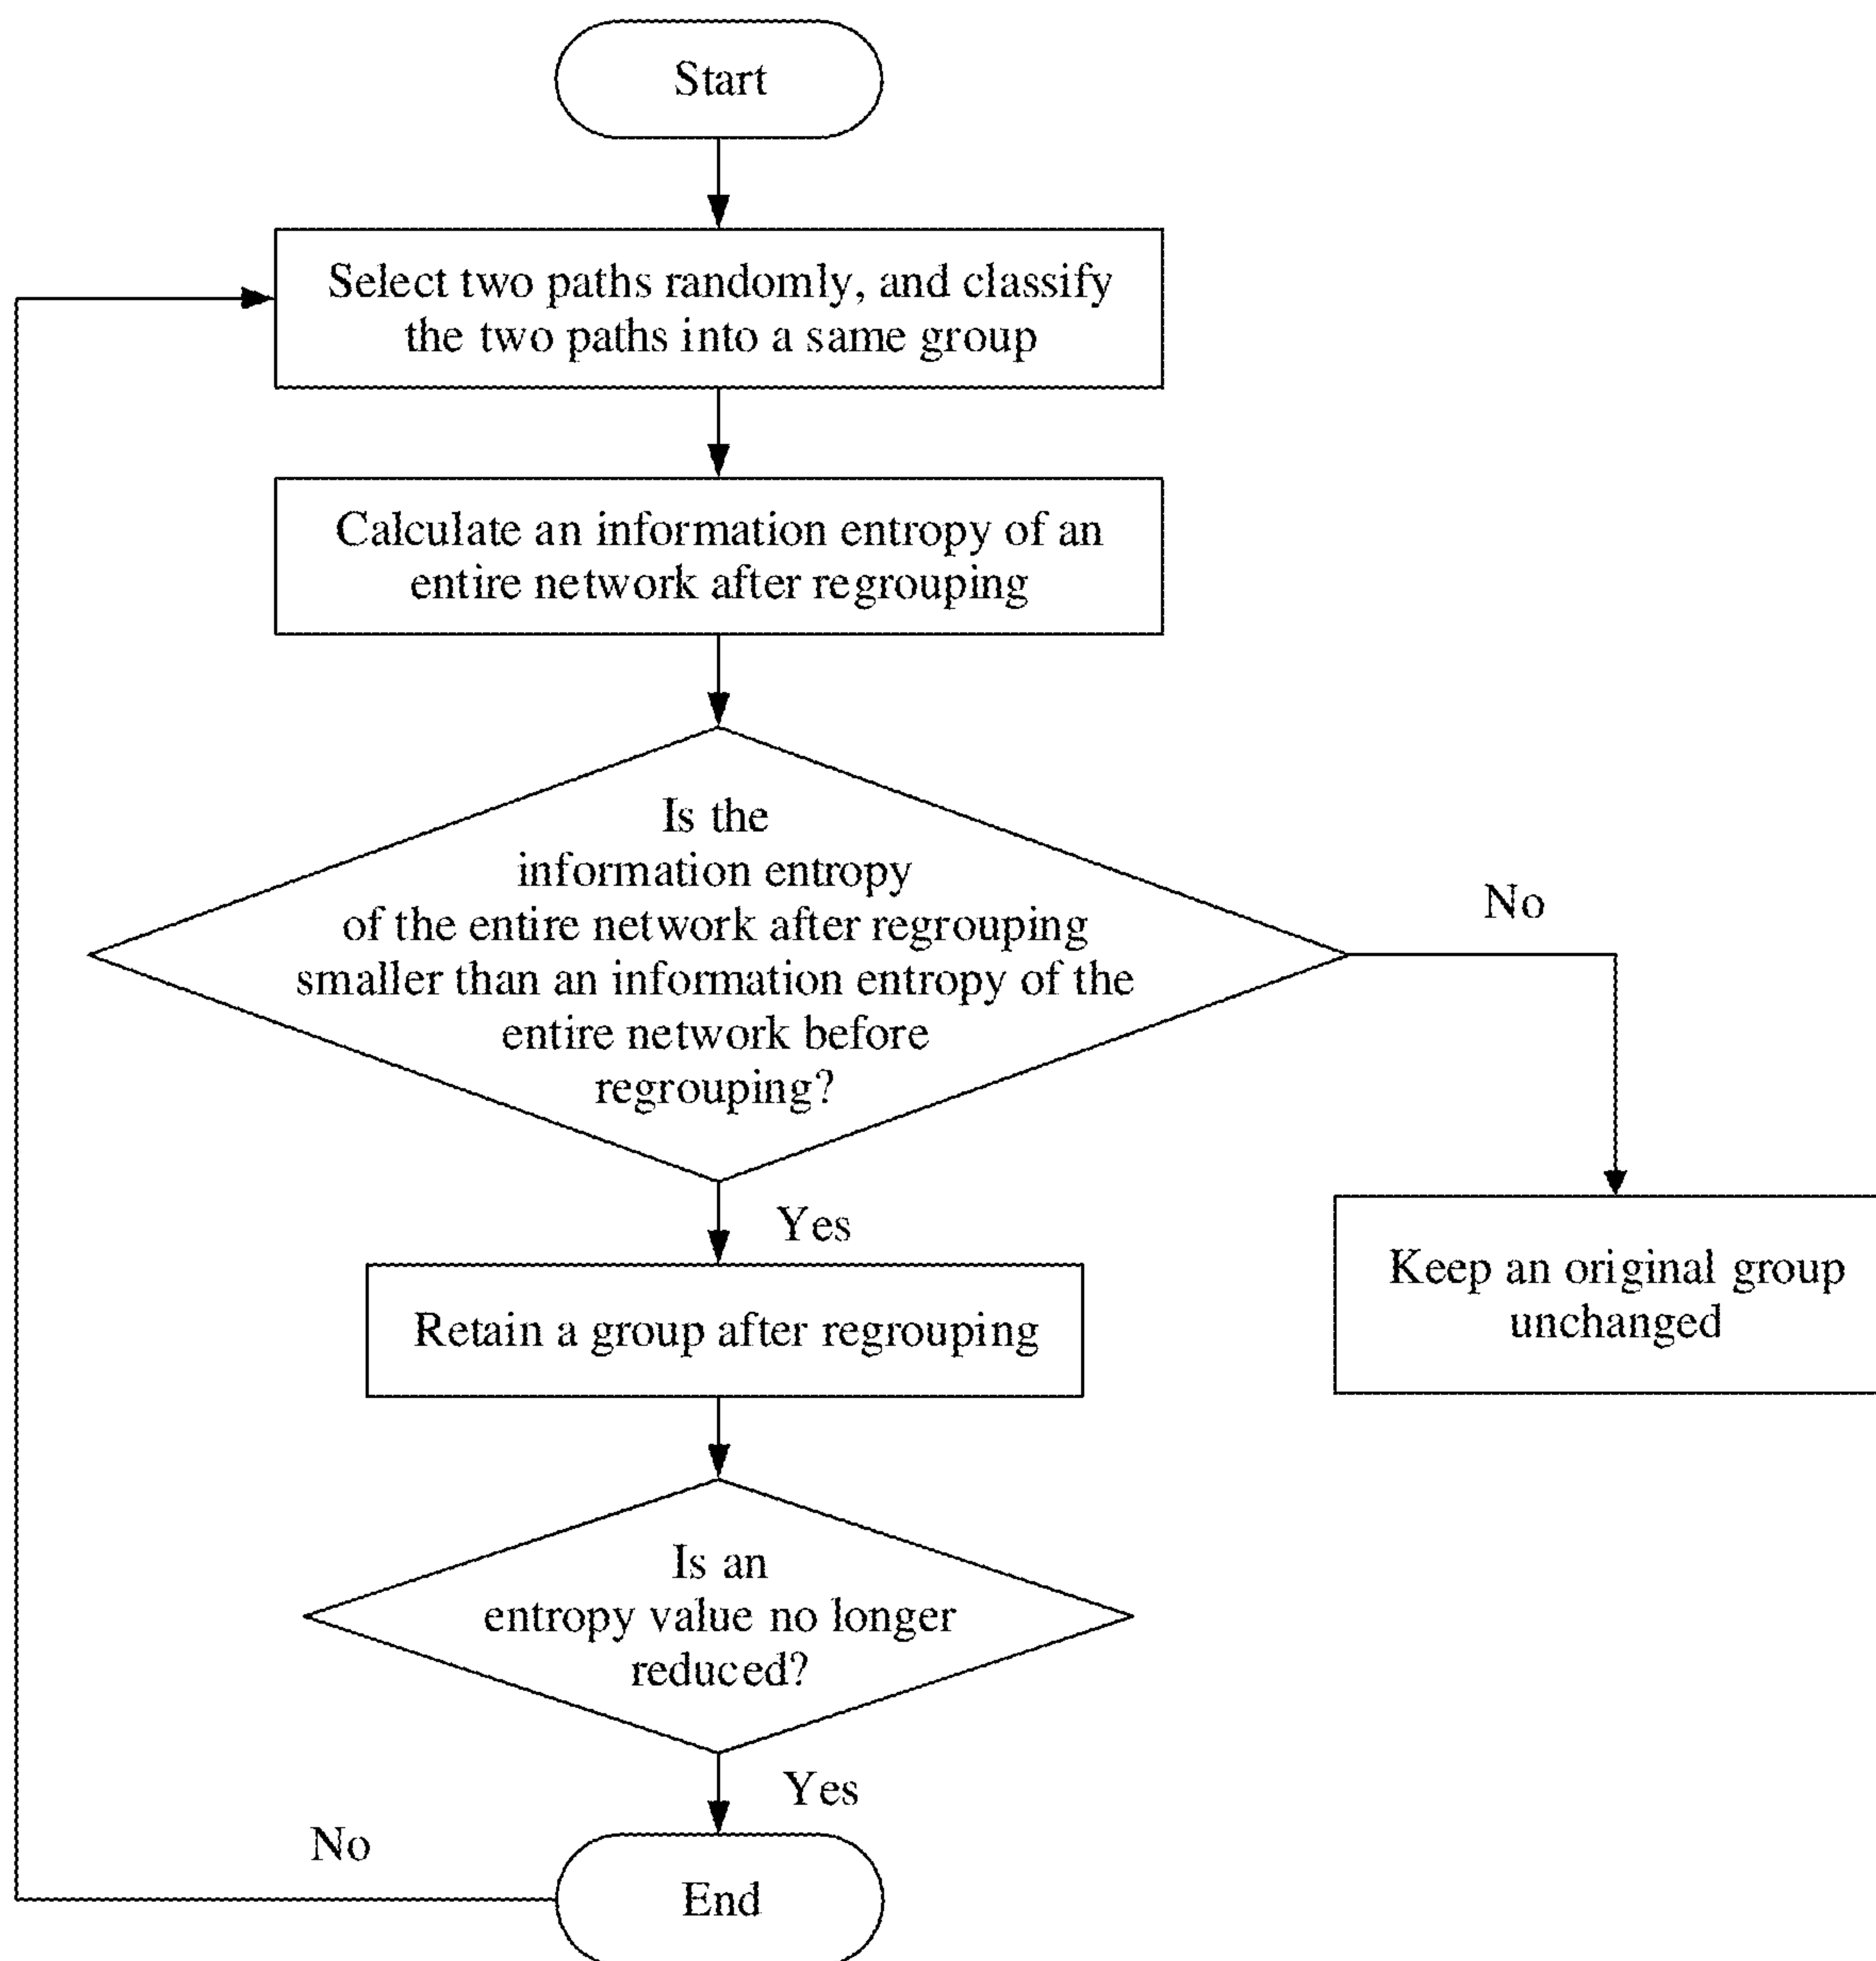 Start
Select two paths randomly, and classify
the two paths into a same group
Calculate an information entropy of an
entire network after regrouping
Is the
information entropy
of the entire network after regrouping
smaller than an information entropy of the
entire network before
regrouping?
No
Yes
Keep an original group
unchanged
Retain a group after regrouping
Is an
entropy value no longer
reduced?
Yes
No
End